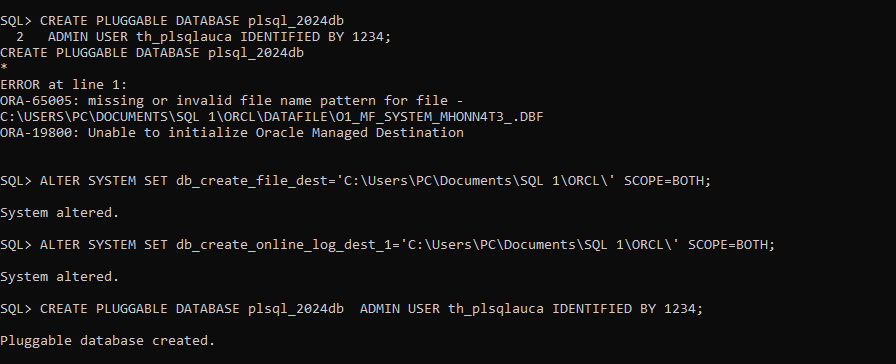 SQL> CREATE PLUGGABLE DATABASE plsql_2024db
  2   ADMIN USER th_plsqlauca IDENTIFIED BY 1234;
CREATE PLUGGABLE DATABASE plsql_2024db
*
ERROR at line 1:
ORA-65005: missing or invalid file name pattern for file -
C:\USERS\PC\DOCUMENTS\SQL 1\ORCL\DATAFILE\O1_MF_SYSTEM_MHONN4T3_.DBF
ORA-19800: Unable to initialize Oracle Managed Destination
SQL> ALTER SYSTEM SET db_create_file_dest='C:\Users\PC\Documents\SQL 1\ORCL\' SCOPE=BOTH;
System altered.
SQL> ALTER SYSTEM SET db_create_online_log_dest_1='C:\Users\PC\Documents\SQL 1\ORCL\' SCOPE=BOTH;
System altered.
SQL> CREATE PLUGGABLE DATABASE plsql_2024db  ADMIN USER th_plsqlauca IDENTIFIED BY 1234;
Pluggable database created.